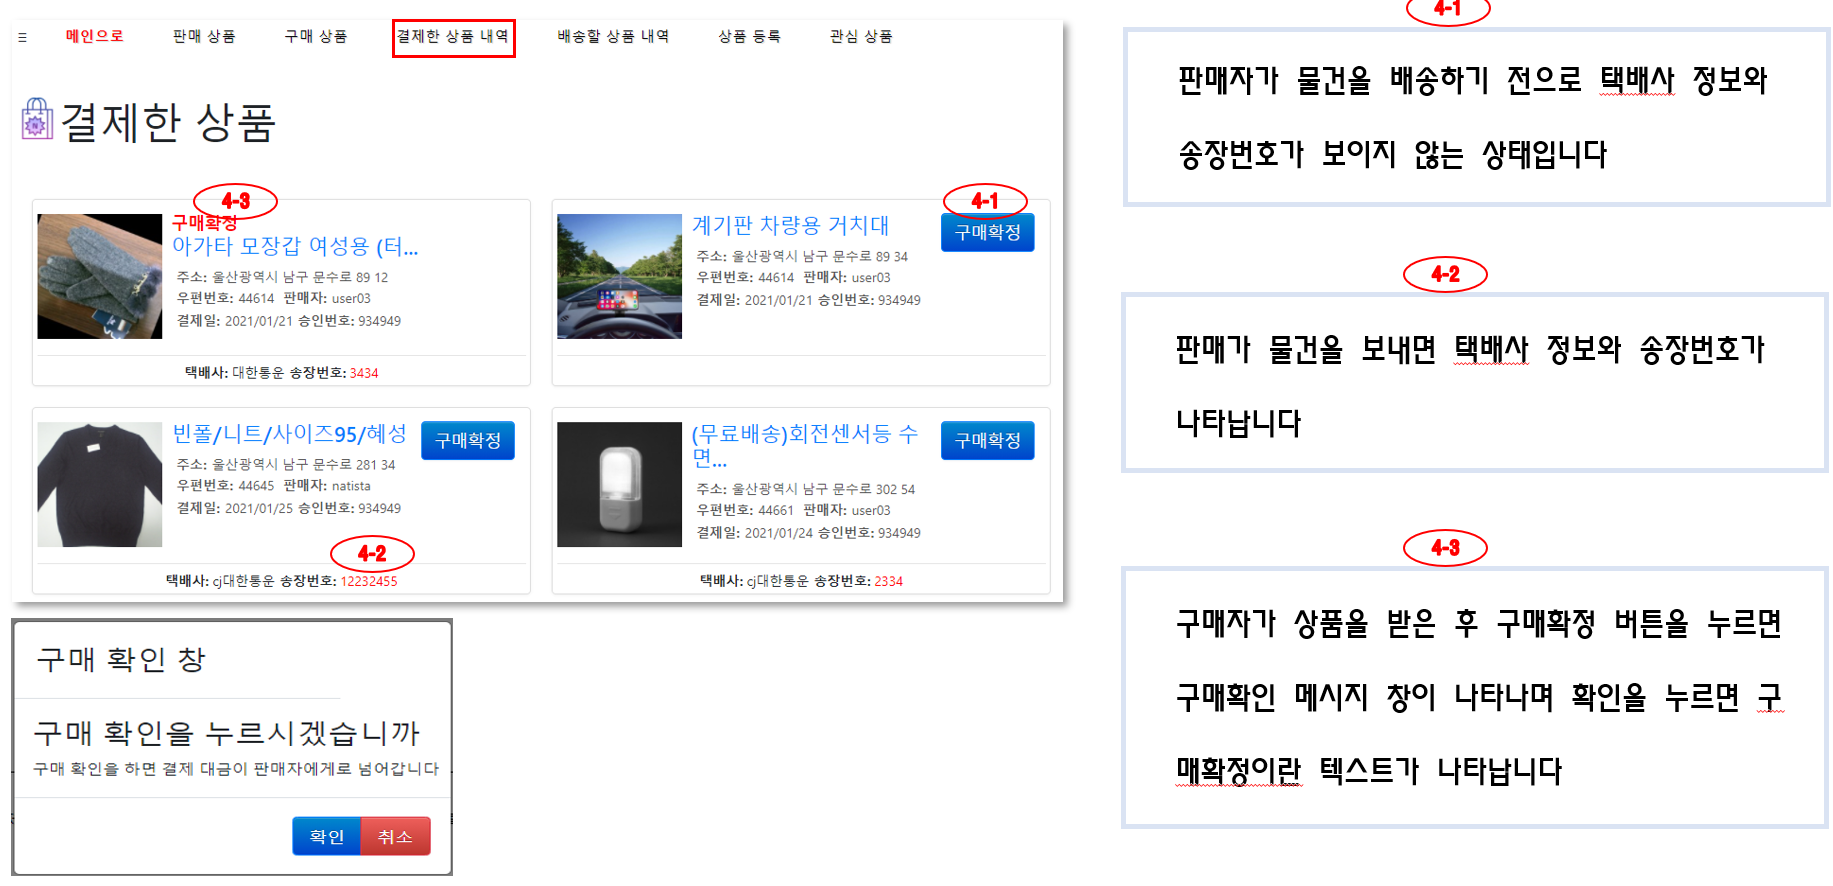 ☰ 메인으로 판매 상품 구매 상품 결제한 상품 내역 배송할 상품 내역 상품 등록 관심 상품
결제한 상품
4-3
구매확정
아가타 모장갑 여성용 (터...
주소: 울산광역시 남구 문수로 89 12
우편번호: 44614 판매자: user03
결제일: 2021/01/21 승인번호: 934949
택배사: 대한통운 송장번호: 3434
4-1
계기판 차량용 거치대
구매확정
주소: 울산광역시 남구 문수로 89 34
우편번호: 44614 판매자: user03
결제일: 2021/01/21 승인번호: 934949
빈폴/니트/사이즈95/혜성
구매확정
주소: 울산광역시 남구 문수로 281 34
우편번호: 44645 판매자: natista
결제일: 2021/01/25 승인번호: 934949
4-2
택배사: cj대한통운 송장번호: 12232455
(무료배송)회전센서등 수
면...
구매확정
주소: 울산광역시 남구 문수로 302 54
우편번호: 44661 판매자: user03
결제일: 2021/01/24 승인번호: 934949
택배사: cj대한통운 송장번호: 2334
구매 확인 창
구매 확인을 누르시겠습니까
구매 확인을 하면 결제 대금이 판매자에게로 넘어갑니다
확인 취소
4-1
판매자가 물건을 배송하기 전으로 택배사 정보와
송장번호가 보이지 않는 상태입니다
4-2
판매가 물건을 보내면 택배사 정보와 송장번호가
나타납니다
4-3
구매자가 상품을 받은 후 구매확정 버튼을 누르면
구매확인 메시지 창이 나타나며 확인을 누르면 구
매확정이란 텍스트가 나타납니다